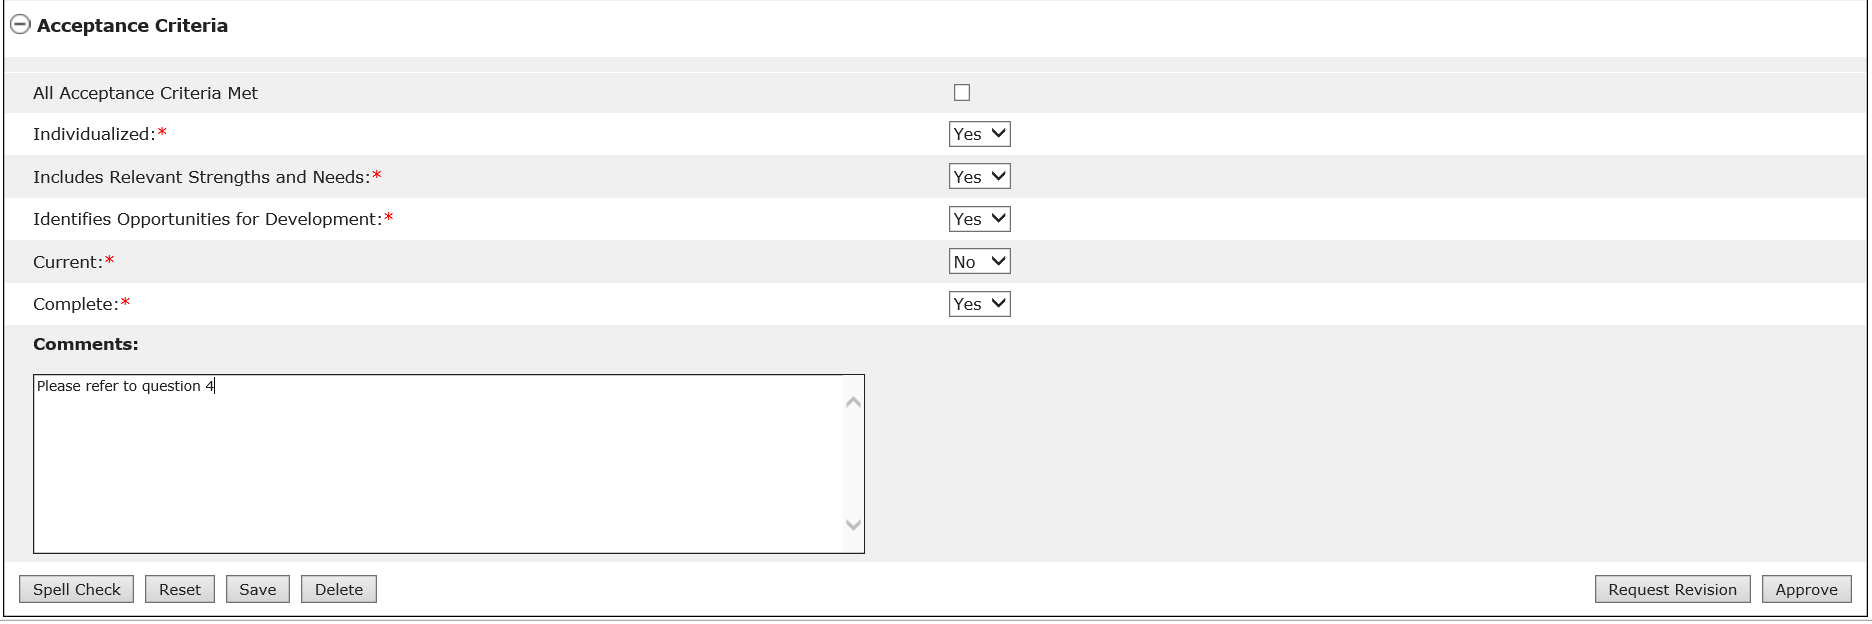 Acceptance Criteria
All Acceptance Criteria Met
Individualized:* Yes
Includes Relevant Strengths and Needs:* Yes
Identifies Opportunities for Development:* Yes
Current:* No
Complete:* Yes
Comments:
Please refer to question 4
Spell Check Reset Save Delete Request Revision Approve